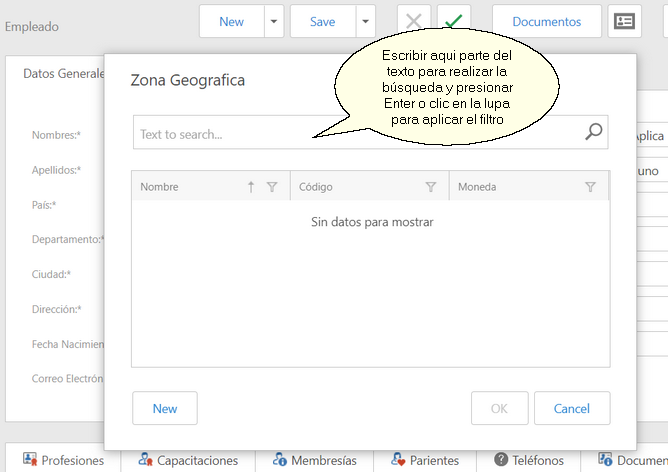 Empleado
New
Save
Documentos
Escribir aqui parte del
texto para realizar la
búsqueda y presionar
Enter o clic en la lupa
para aplicar el filtro
Datos Generale
Zona Geografica
Text to search...
Nombres:*
Aplica
Apellidos:*
uno
País:*
Departamento:*
Ciudad:*
Dirección:*
Fecha Nacimien
Correo Electrón
Nombre
Código
Moneda
Sin datos para mostrar
New
OK
Cancel
Profesiones
Capacitaciones
Membresías
Parientes
Teléfonos
Documen